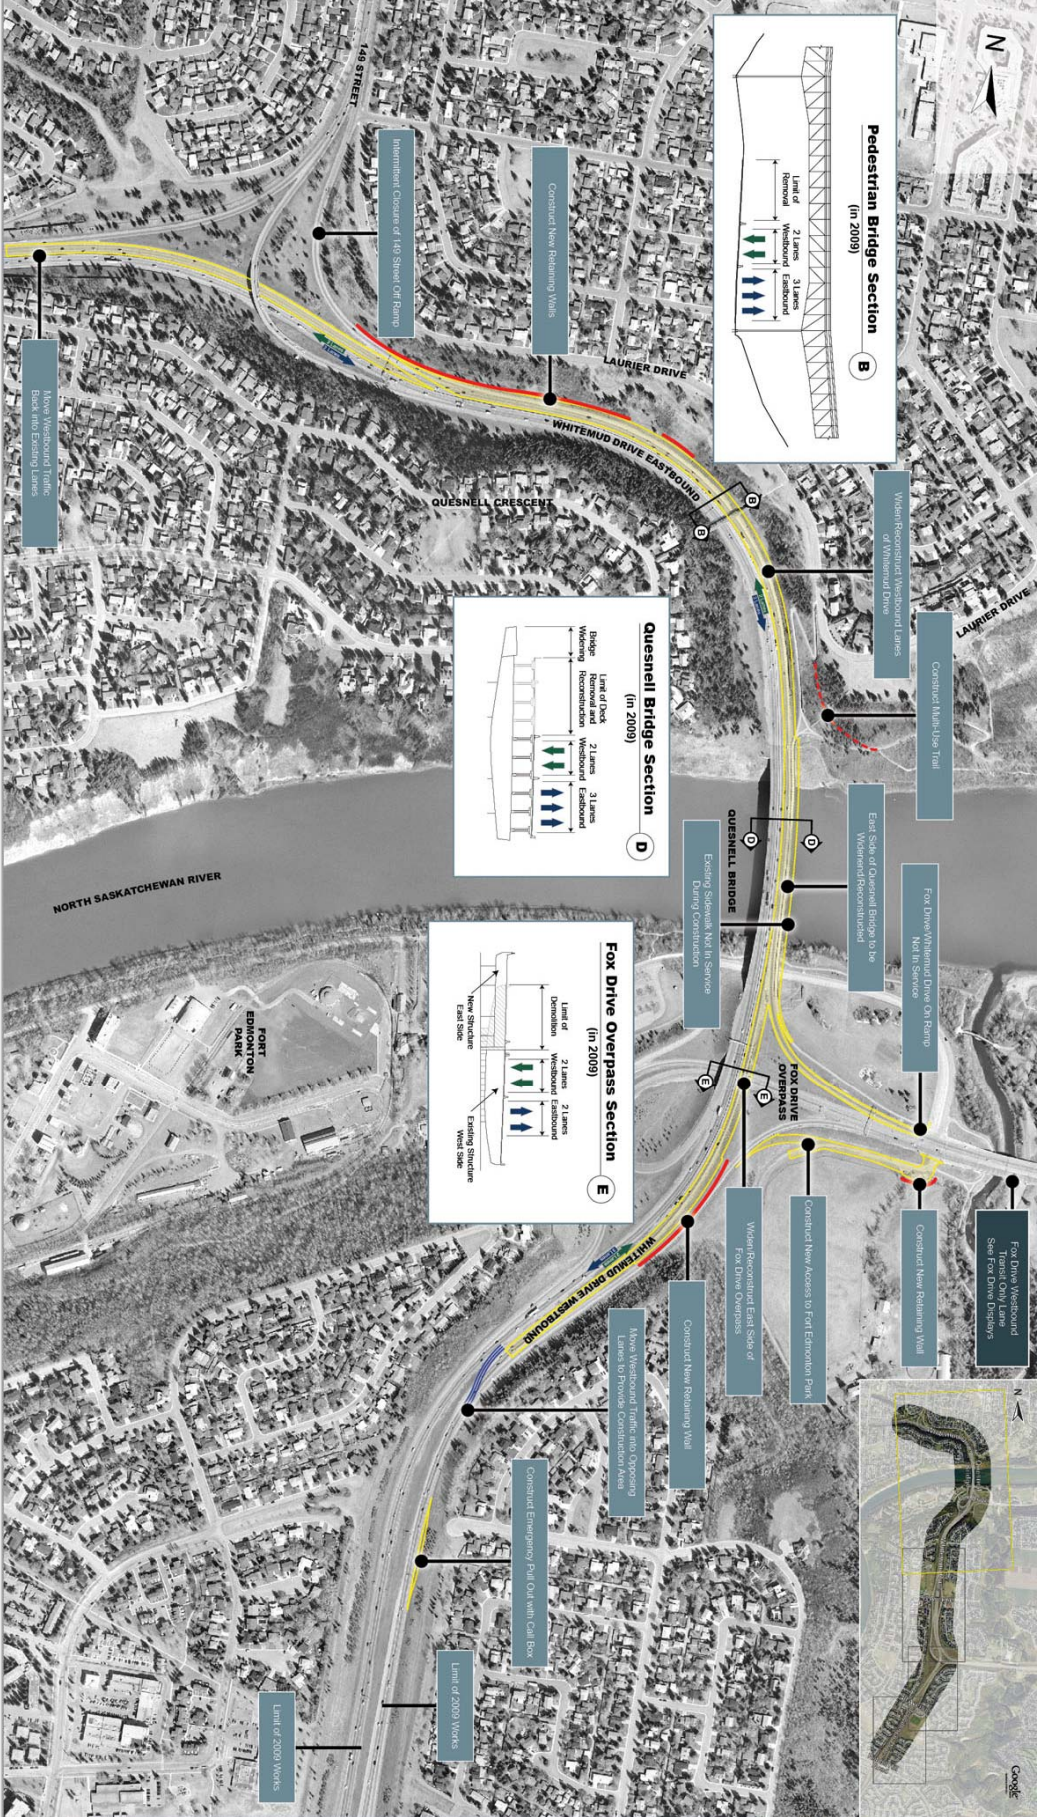 N
149 STREET
Intermittent Closure of 149 Street Off Ramp
Construct New Retaining Walls
Pedestrian Bridge Section
(in 2009)
B
Limit of
Removal
2 Lanes
Westbound
3 Lanes
Eastbound
Move Westbound Traffic
Back into Existing Lanes
LAURIER DRIVE
WHITEMUD DRIVE EASTBOUND
QUESNELL CRESCENT
B
B
Widen/Reconstruct Westbound Lanes
of Whitemud Drive
LAURIER DRIVE
Construct Multi-Use Trail
Quesnell Bridge Section
(in 2009)
D
Bridge
Widening
Limit of Deck
Removal and
Reconstruction
2 Lanes
Westbound
3 Lanes
Eastbound
East Side of Quesnell Bridge to be
Widenend/Reconstructed
D
D
QUESNELL BRIDGE
Existing Sidewalk Not In Service
During Construction
NORTH SASKATCHEWAN RIVER
Fox Drive/Whitemud Drive On Ramp
Not In Service
Fox Drive Overpass Section
(in 2009)
E
Limit of
Demolition
2 Lanes
Westbound
2 Lanes
Eastbound
New Structure
East Side
Existing Structure
West Side
FORT
EDMONTON
PARK
FOX DRIVE
OVERPASS
E
E
Fox Drive Westbound
Transit Only Lane
See Fox Drive Displays
Construct New Retaining Wall
Construct New Access to Fort Edmonton Park
Widen/Reconstruct East Side of
Fox Drive Overpass
Construct New Retaining Wall
WHITEMUD DRIVE WESTBOUND
Move Westbound Traffic into Opposing
Lanes to Provide Construction Area
Construct Emergency Pull Out with Call Box
Limit of 2009 Works
Limit of 2009 Works
N
Google